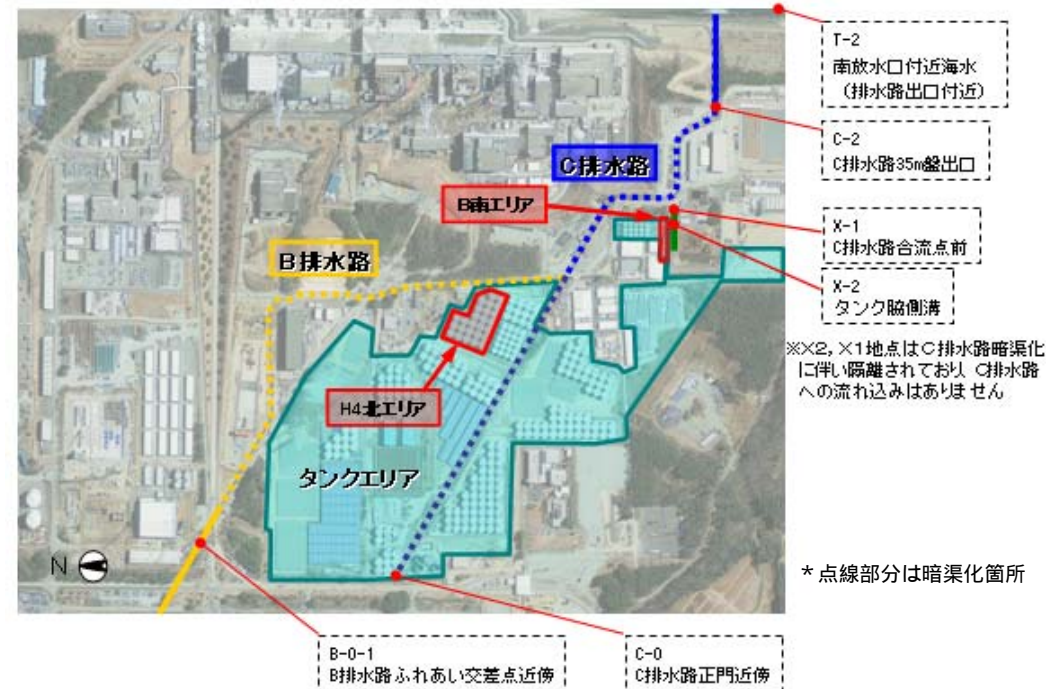 T-2
南放水口付近海水
(排水路出口付近)
C-2
C排水路35m盤出口
C排水路
B南エリア
X-1
C排水路合流点前
B排水路
X-2
タンク脇側溝
※X2，X1地点はC排水路暗渠化
に伴い隔離されており、C排水路
への流れ込みはありません
H4北エリア
タンクエリア
N
*点線部分は暗渠化箇所
B-0-1
B排水路ふれあい交差点近傍
C-0
C排水路正門近傍